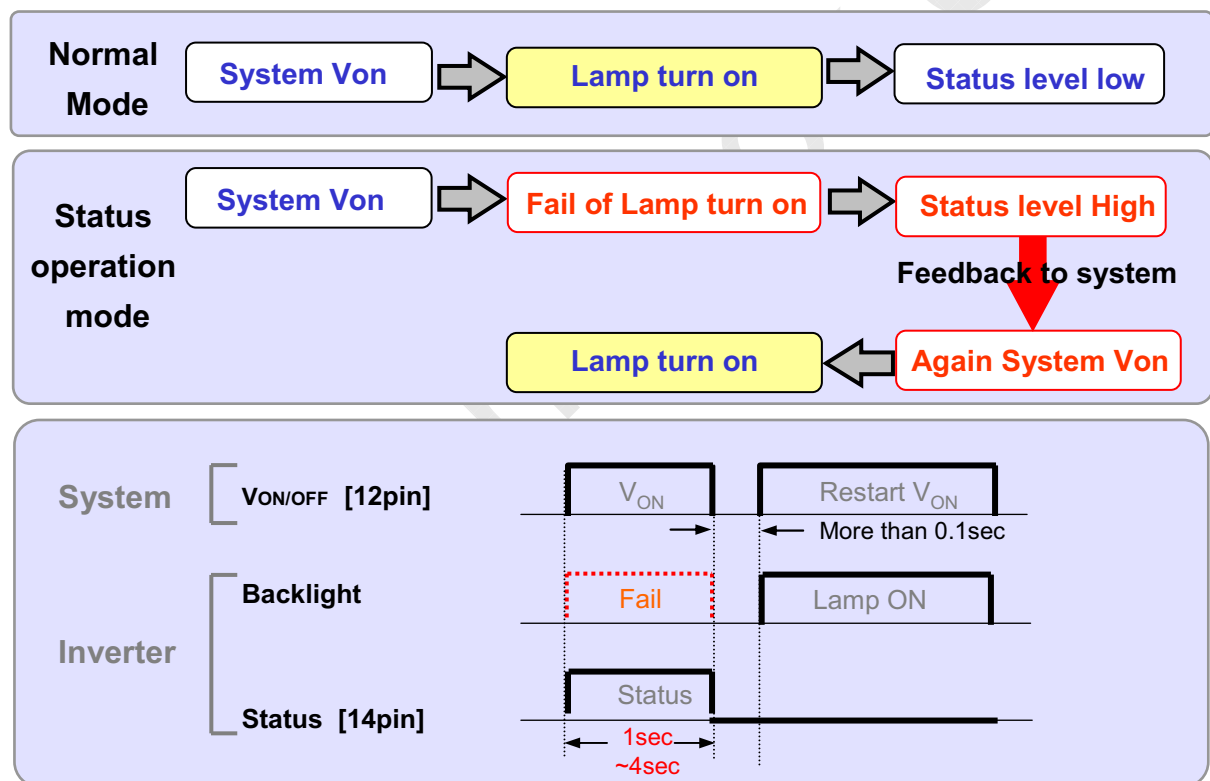 Normal
Mode
System Von
Lamp turn on
Status level low
Status
operation
mode
System Von
Fail of Lamp turn on
Status level High
Feedback to system
Lamp turn on
Again System Von
System
VON/OFF [12pin]
VON
Restart VON
More than 0.1sec
Inverter
Backlight
Fail
Lamp ON
Status [14pin]
Status
1sec
~4sec